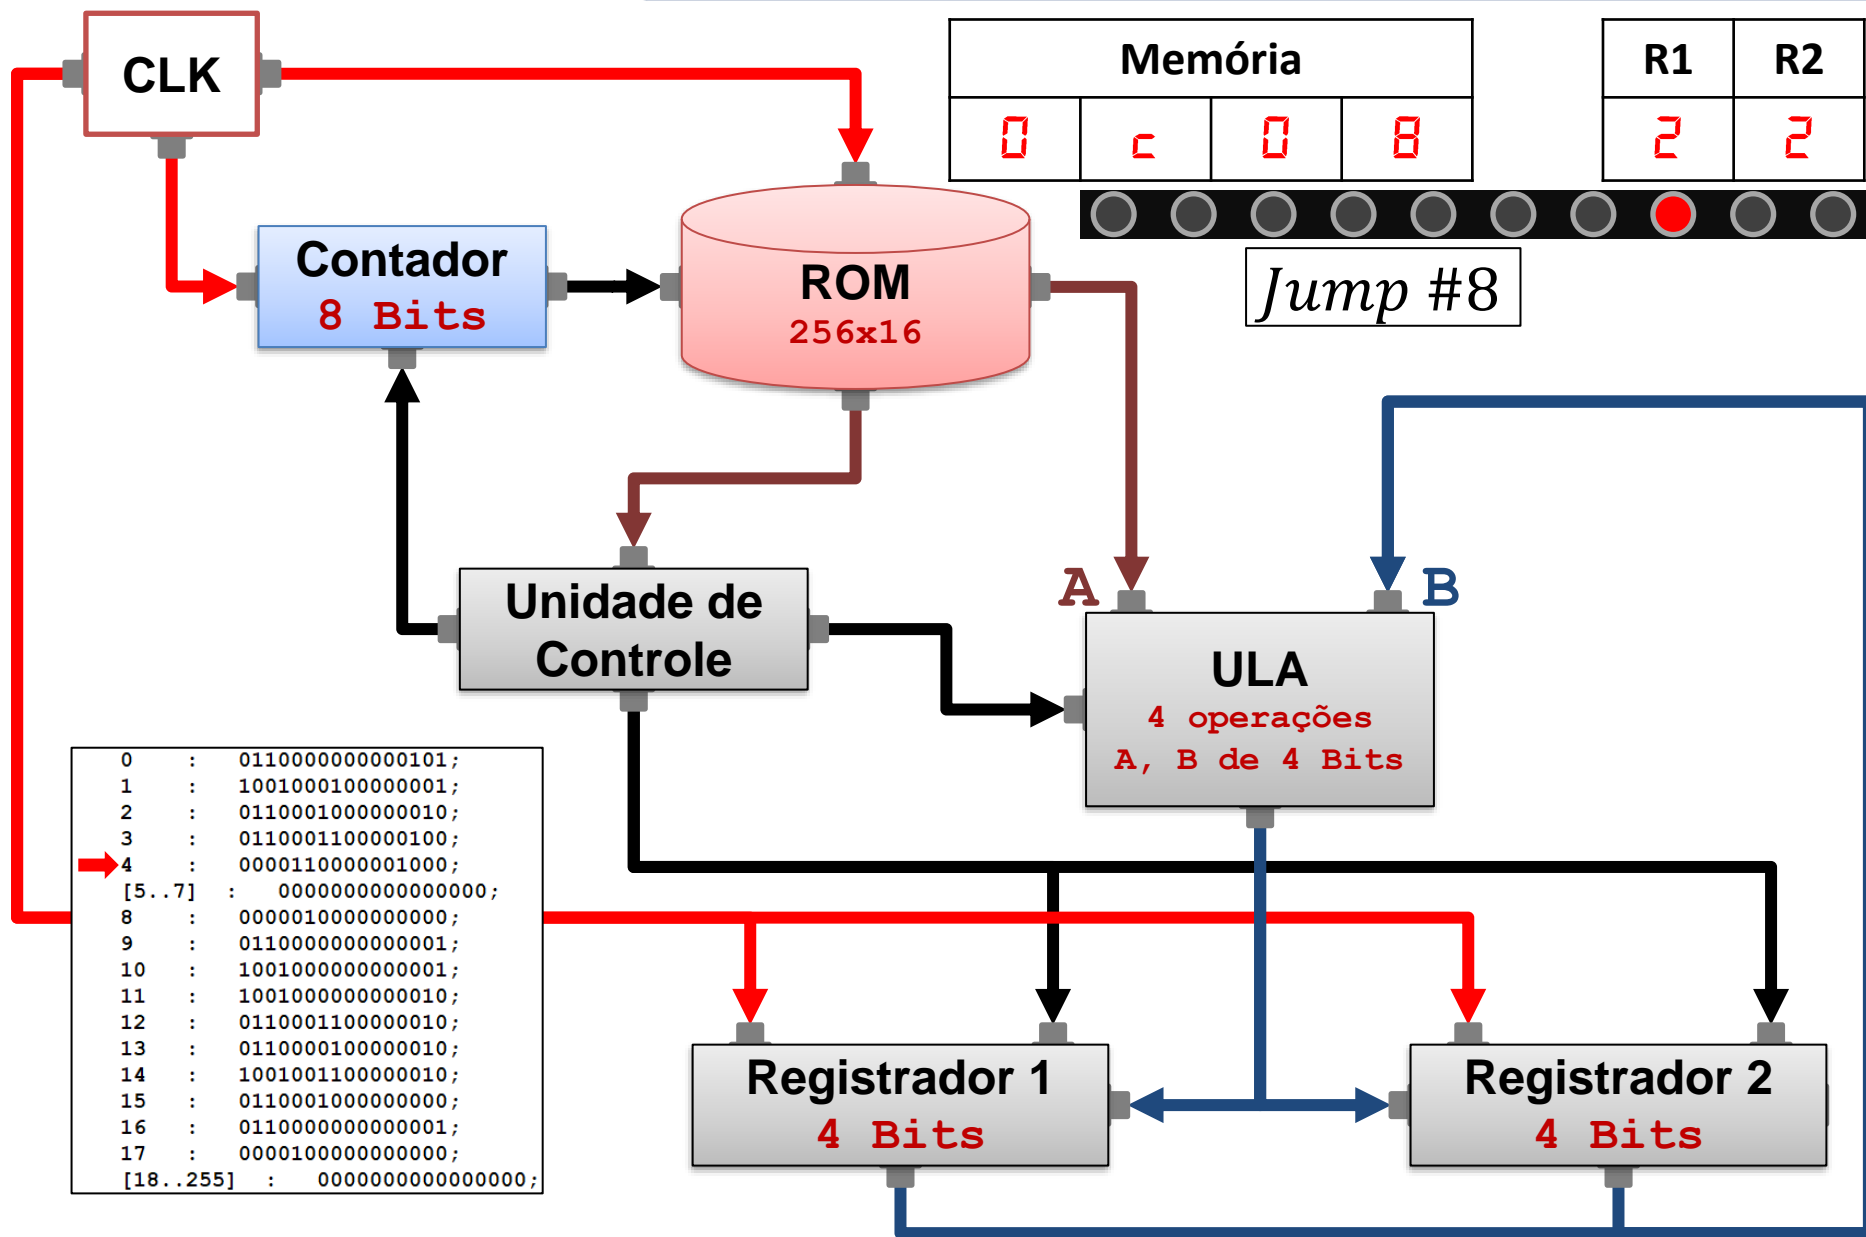 CLK
Memória
R1 R2
0 c 0 8
2 2
Contador
8 Bits
ROM
256x16
Jump #8
A
B
Unidade de
Controle
ULA
4 operações
A, B de 4 Bits
0 : 0110000000000101;
1 : 1001000100000001;
2 : 0110001000000010;
3 : 0110001100000100;
4 : 0000110000001000;
[5..7] : 0000000000000000;
8 : 0000010000000000;
9 : 0110000000000001;
10 : 1001000000000001;
11 : 1001000000000010;
12 : 0110001100000010;
13 : 0110000100000010;
14 : 1001001100000010;
15 : 0110001000000000;
16 : 0110000000000001;
17 : 0000100000000000;
[18..255] : 0000000000000000;
Registrador 1
4 Bits
Registrador 2
4 Bits